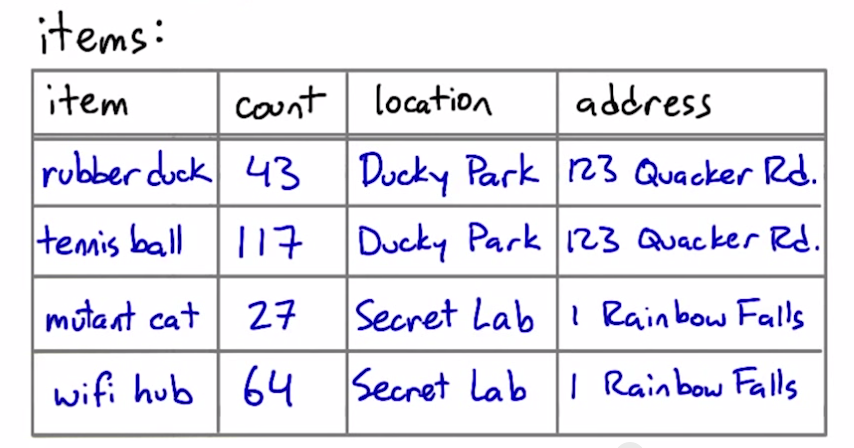 items:
item count location address
rubber duck 43 Ducky Park 123 Quacker Rd.
tennis ball 117 Ducky Park 123 Quacker Rd.
mutant cat 27 Secret Lab 1 Rainbow Falls
wifi hub 64 Secret Lab 1 Rainbow Falls